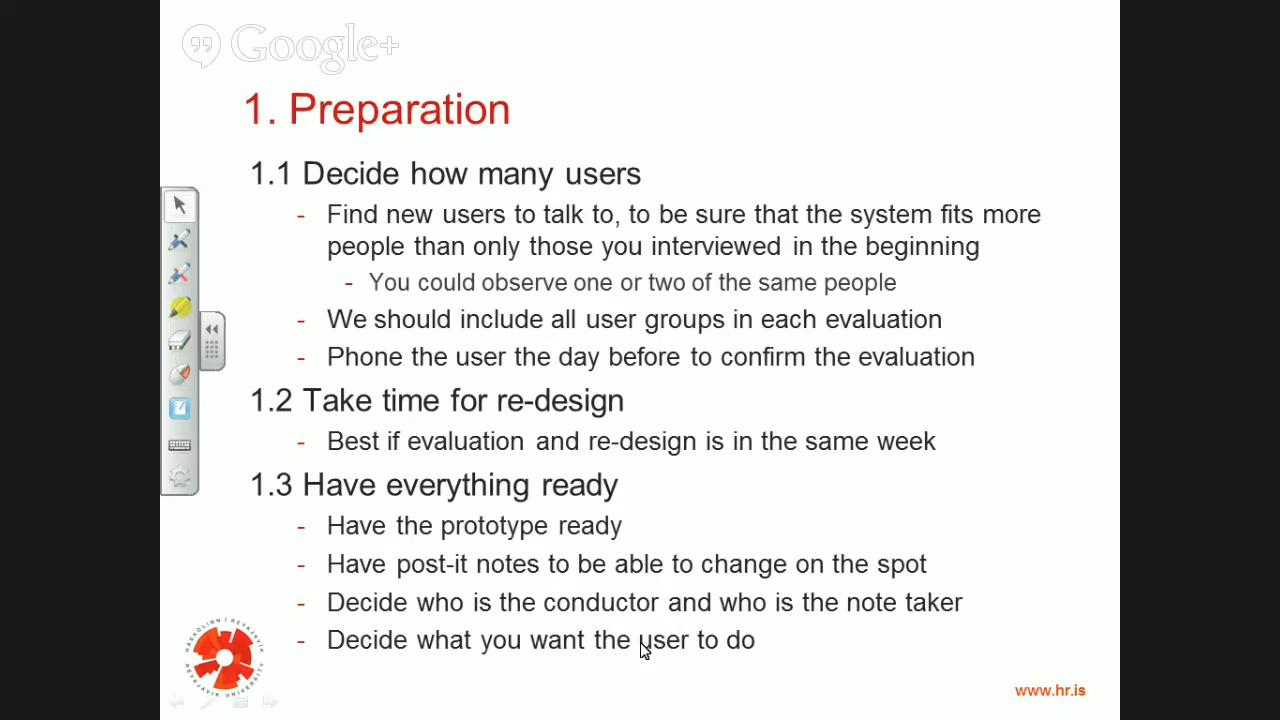 Google+
1. Preparation
1.1 Decide how many users
- Find new users to talk to, to be sure that the system fits more
people than only those you interviewed in the beginning
- You could observe one or two of the same people
- We should include all user groups in each evaluation
- Phone the user the day before to confirm the evaluation
1.2 Take time for re-design
- Best if evaluation and re-design is in the same week
1.3 Have everything ready
- Have the prototype ready
- Have post-it notes to be able to change on the spot
- Decide who is the conductor and who is the note taker
- Decide what you want the user to do
HÁSKÓLINN Í REYKJAVÍK
REYKJAVIK UNIVERSITY
www.hr.is